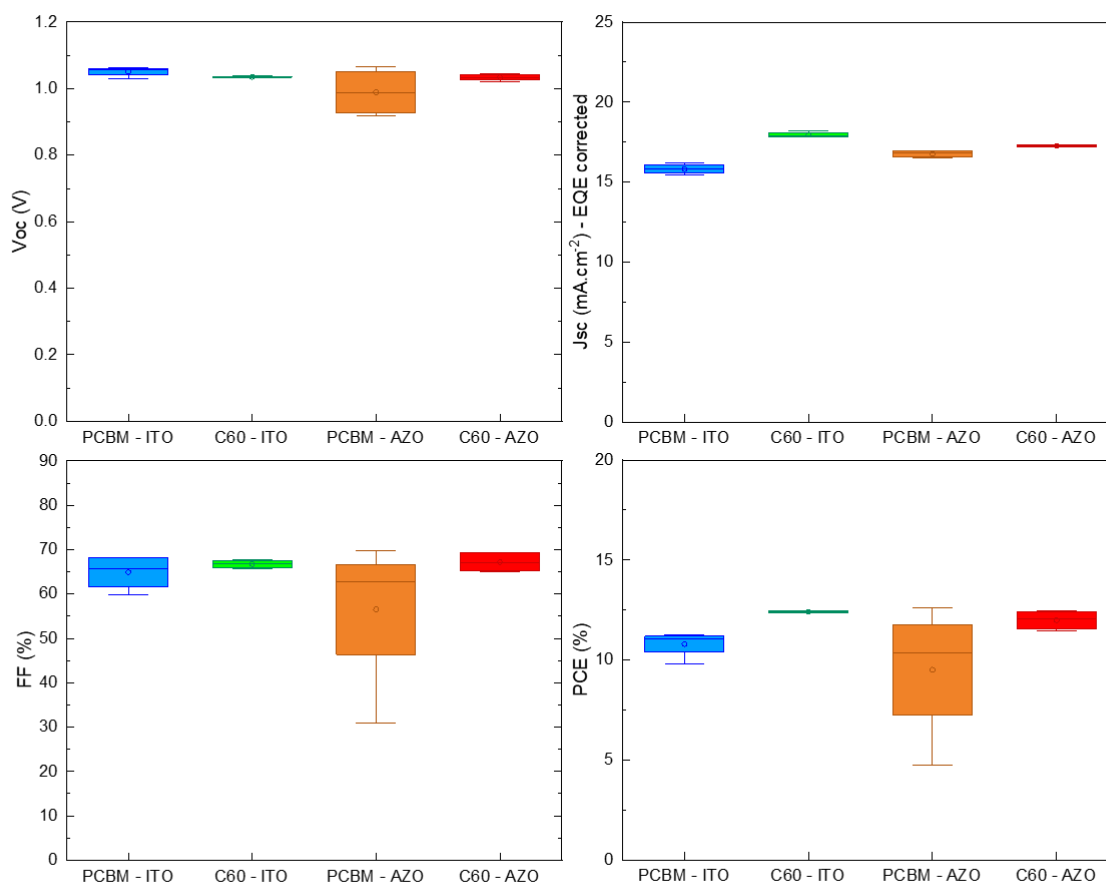 1.2
1.0
0.8
0.6
0.4
0.2
0.0
Voc (V)
PCBM - ITO
C60 - ITO
PCBM - AZO
C60 - AZO
25
20
15
10
5
0
Jsc (mA.cm⁻²) - EQE corrected
PCBM - ITO
C60 - ITO
PCBM - AZO
C60 - AZO
90
80
70
60
50
40
30
20
10
0
FF (%)
PCBM - ITO
C60 - ITO
PCBM - AZO
C60 - AZO
20
15
10
5
0
PCE (%)
PCBM - ITO
C60 - ITO
PCBM - AZO
C60 - AZO